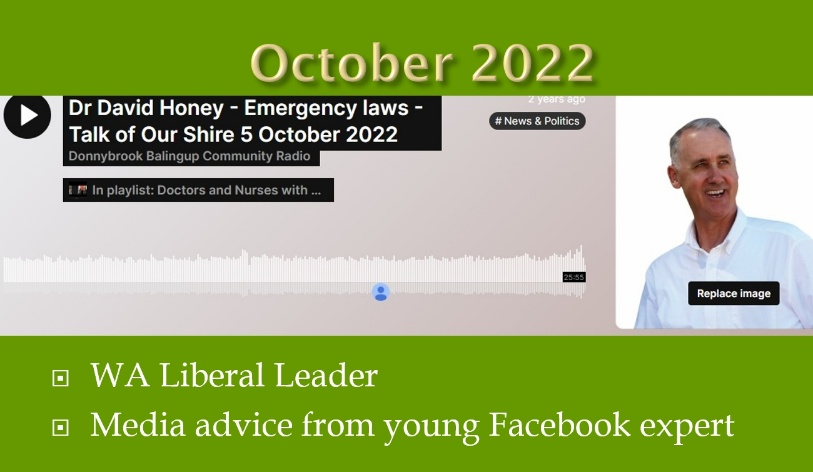 October 2022
Dr David Honey - Emergency laws -
Talk of Our Shire 5 October 2022
Donnybrook Balingup Community Radio
In playlist: Doctors and Nurses with ...
2 years ago
# News & Politics
25:55
Replace image
WA Liberal Leader
Media advice from young Facebook expert